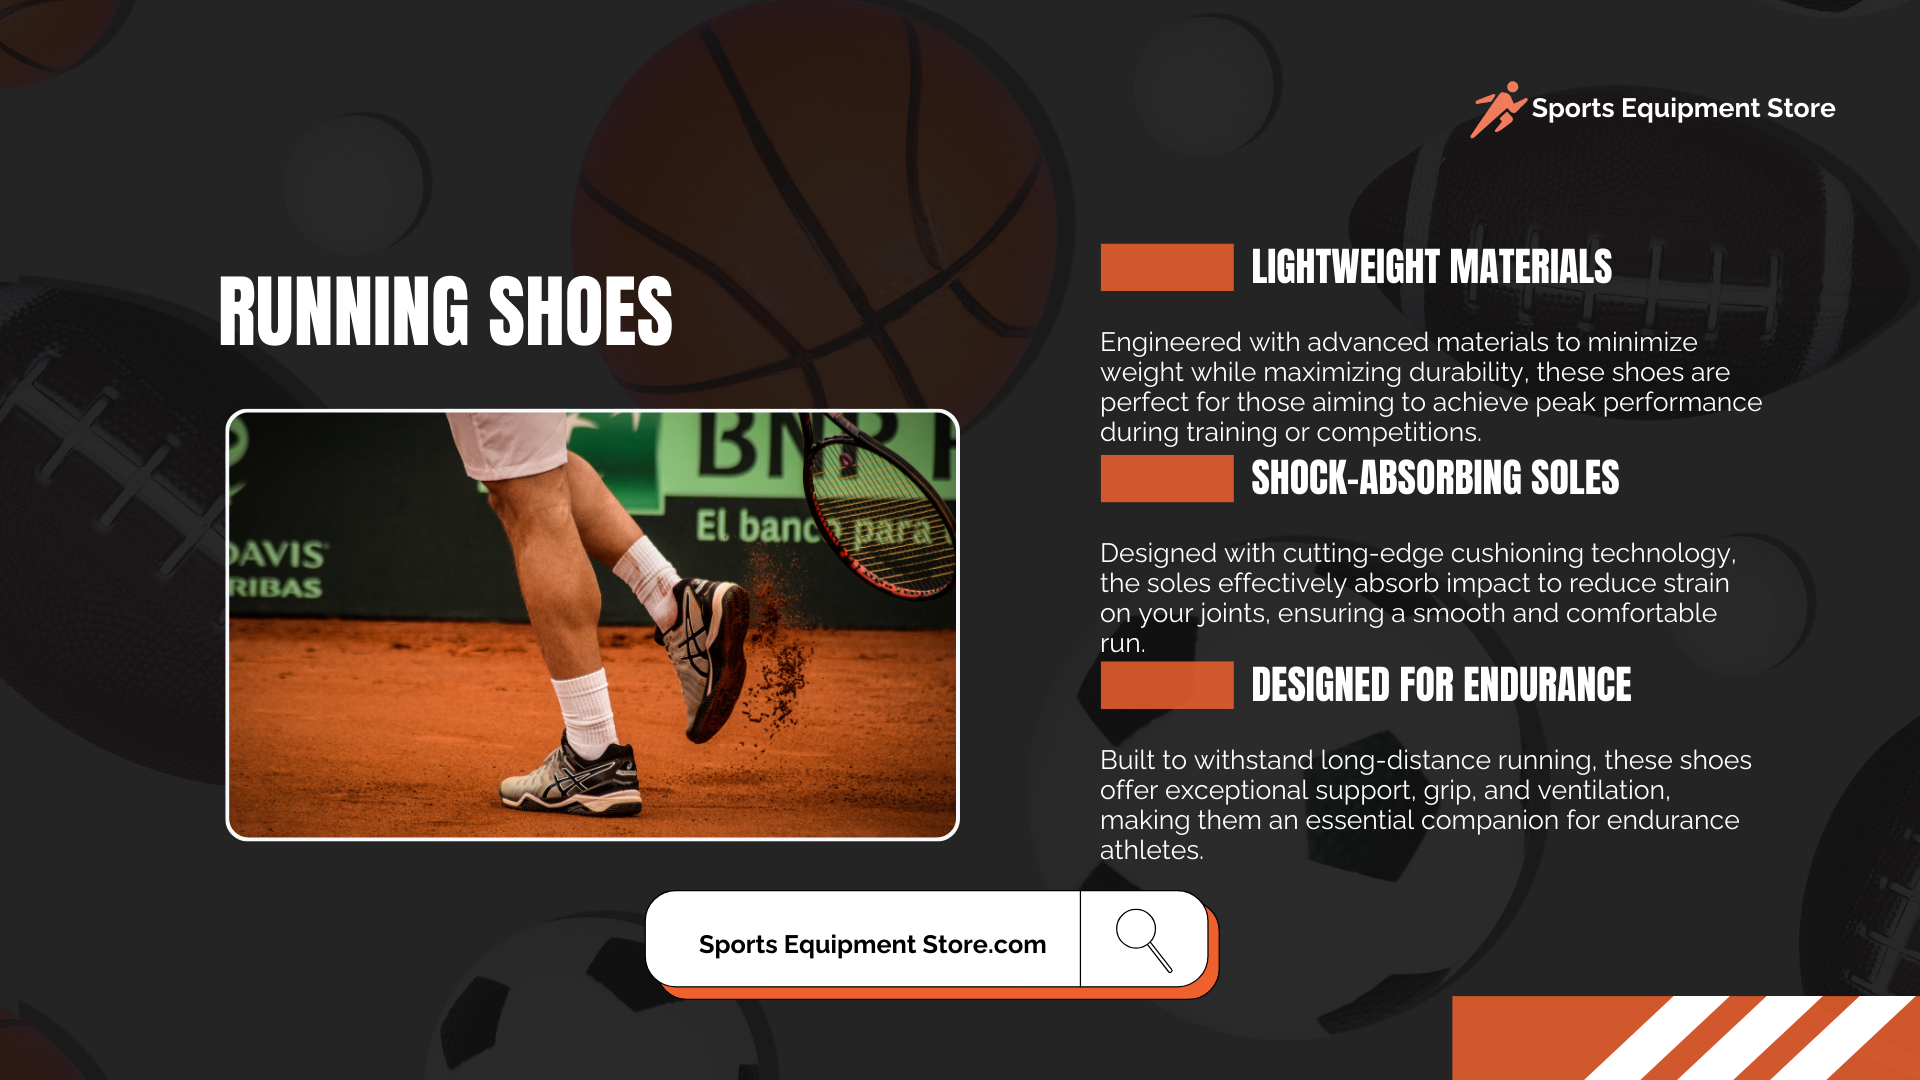 Sports Equipment Store
RUNNING SHOES
BNP
El banco para
DAVIS
RIBAS
LIGHTWEIGHT MATERIALS
Engineered with advanced materials to minimize
weight while maximizing durability, these shoes are
perfect for those aiming to achieve peak performance
during training or competitions.
SHOCK-ABSORBING SOLES
Designed with cutting-edge cushioning technology,
the soles effectively absorb impact to reduce strain
on your joints, ensuring a smooth and comfortable
run.
DESIGNED FOR ENDURANCE
Built to withstand long-distance running, these shoes
offer exceptional support, grip, and ventilation,
making them an essential companion for endurance
athletes.
Sports Equipment Store.com